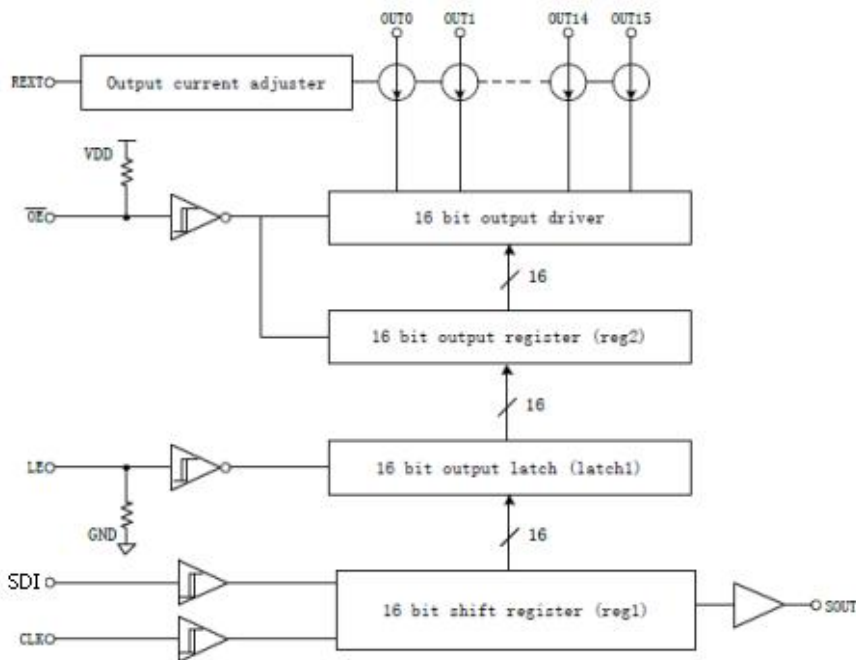 OUT0 OUT1 OUT14 OUT15
REXT Output current adjuster
VDD
OE 16 bit output driver
16
16 bit output register (reg2)
16
LE 16 bit output latch (latch1)
GND
16
SDI
16 bit shift register (reg1) SOUT
CLK